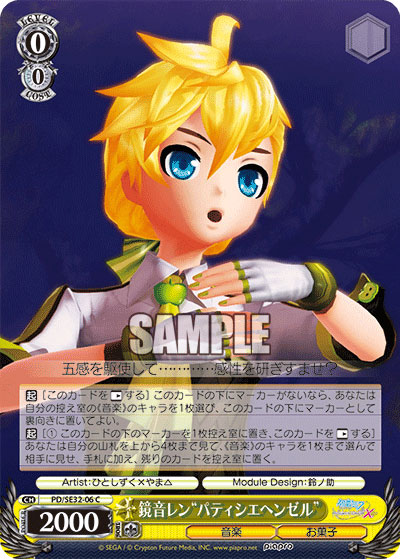 LEVEL
0
0
COST
SAMPLE
五感を駆使して…………感性を研ぎすませ?
起 [このカードを する] このカードの下にマーカーがないなら、あなたは
自分の控え室の《音楽》のキャラを1枚選び、このカードの下にマーカーとして
裏向きに置いてよい。
起 [① このカードの下のマーカーを1枚控え室に置き、このカードを する]
あなたは自分の山札を上から4枚まで見て、《音楽》のキャラを1枚まで選んで
相手に見せ、手札に加え、残りのカードを控え室に置く。
Artist:ひとしずく×やま△
Module Design:鈴ノ助
CD
PD/SE32-06 C
鏡音レン“パティシエヘンゼル”
2000
音楽
お菓子
© SEGA / © Crypton Future Media, INC. www.piapro.net piapro